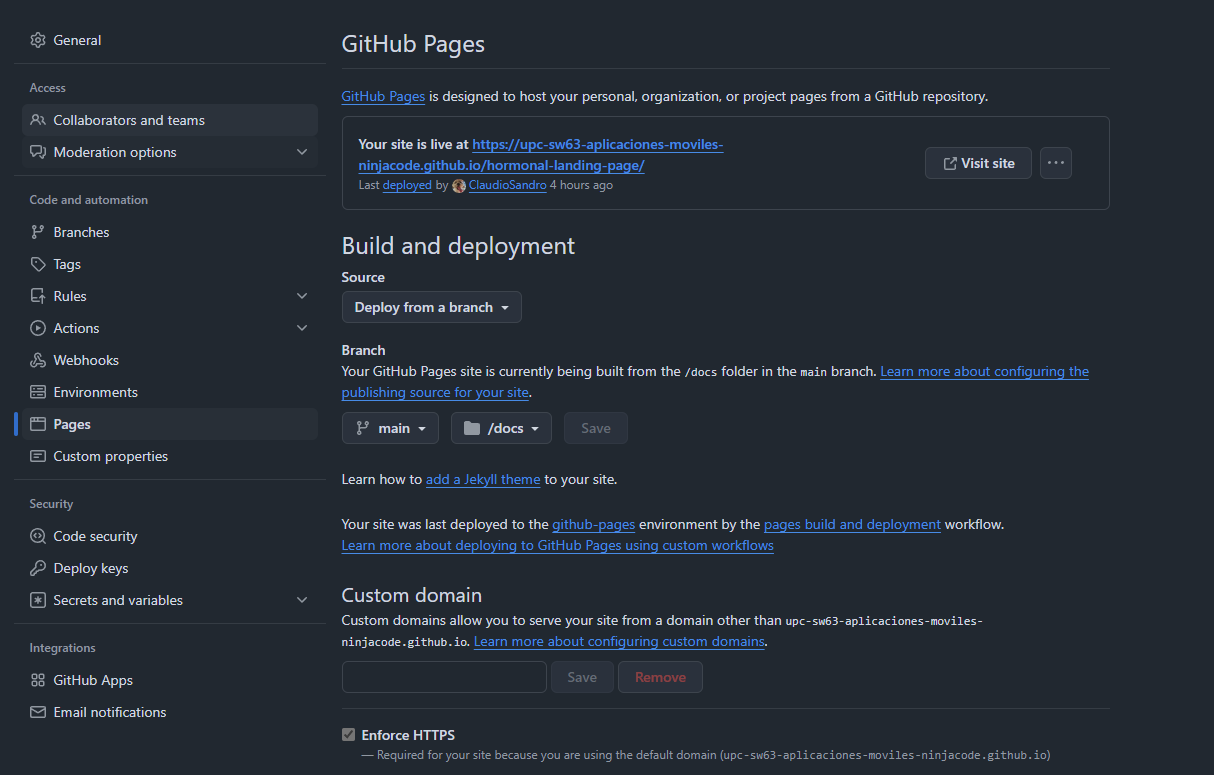 General
Access
Collaborators and teams
Moderation options
Code and automation
Branches
Tags
Rules
Actions
Webhooks
Environments
Pages
Custom properties
Security
Code security
Deploy keys
Secrets and variables
Integrations
GitHub Apps
Email notifications
GitHub Pages
GitHub Pages is designed to host your personal, organization, or project pages from a GitHub repository.
Your site is live at https://upc-sw63-aplicaciones-moviles-
ninjacode.github.io/hormonal-landing-page/
Last deployed by ClaudioSandro 4 hours ago
Visit site
Build and deployment
Source
Deploy from a branch
Branch
Your GitHub Pages site is currently being built from the /docs folder in the main branch. Learn more about configuring the
publishing source for your site.
main
/docs
Save
Learn how to add a Jekyll theme to your site.
Your site was last deployed to the github-pages environment by the pages build and deployment workflow.
Learn more about deploying to GitHub Pages using custom workflows
Custom domain
Custom domains allow you to serve your site from a domain other than upc-sw63-aplicaciones-moviles-
ninjacode.github.io. Learn more about configuring custom domains.
Save
Remove
Enforce HTTPS
— Required for your site because you are using the default domain (upc-sw63-aplicaciones-moviles-ninjacode.github.io)